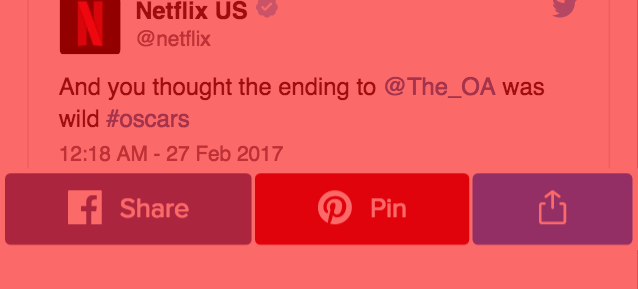 Netflix US
@netflix
And you thought the ending to @The_OA was
wild #oscars
12:18 AM - 27 Feb 2017
Share Pin